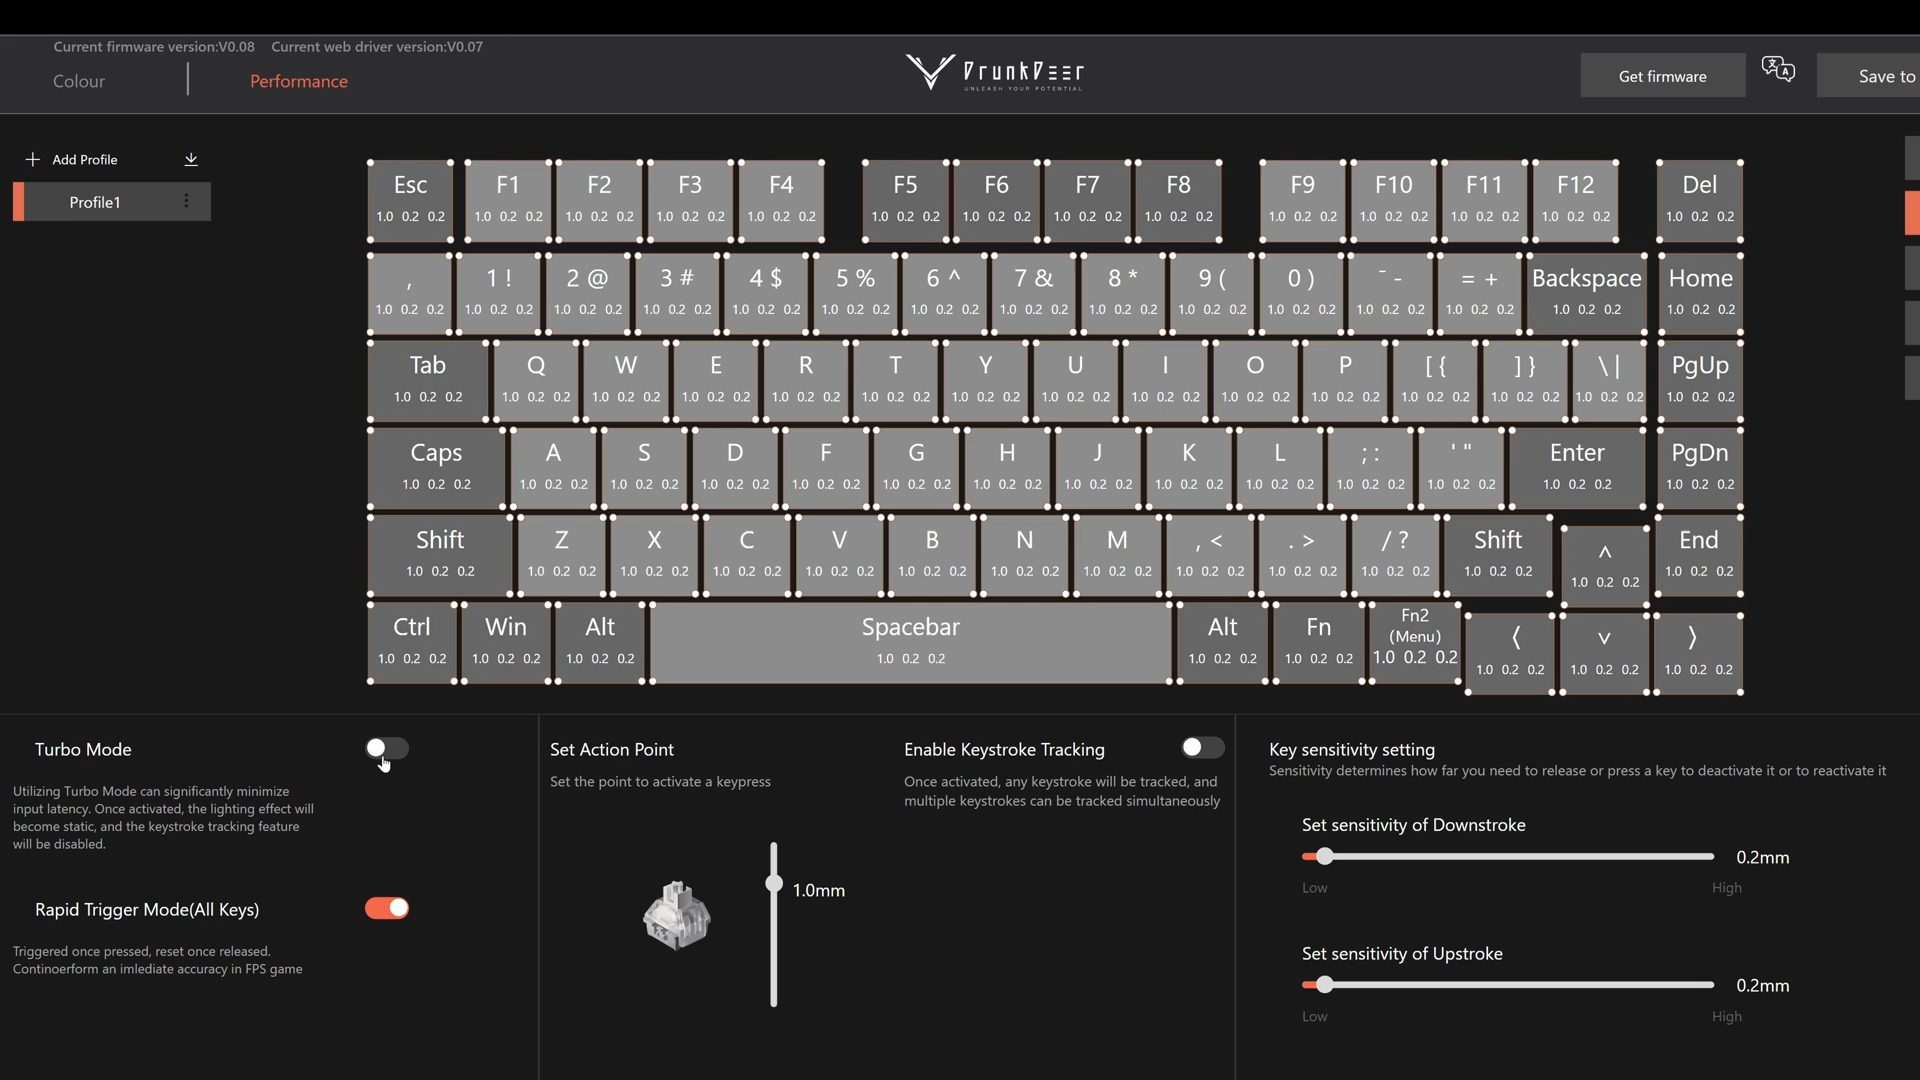 Current firmware version:V0.08 Current web driver version:V0.07
Colour Performance
DrunkDeer
UNLEASH YOUR POTENTIAL
Get firmware
Save to
Add Profile
Profile1
Esc F1 F2 F3 F4 F5 F6 F7 F8 F9 F10 F11 F12 Del
1.0 0.2 0.2 1.0 0.2 0.2 1.0 0.2 0.2 1.0 0.2 0.2 1.0 0.2 0.2 1.0 0.2 0.2 1.0 0.2 0.2 1.0 0.2 0.2 1.0 0.2 0.2 1.0 0.2 0.2 1.0 0.2 0.2 1.0 0.2 0.2 1.0 0.2 0.2 1.0 0.2 0.2
, 1 ! 2 @ 3 # 4 $ 5 % 6 ^ 7 & 8 * 9 ( 0 ) ‾ - = + Backspace Home
1.0 0.2 0.2 1.0 0.2 0.2 1.0 0.2 0.2 1.0 0.2 0.2 1.0 0.2 0.2 1.0 0.2 0.2 1.0 0.2 0.2 1.0 0.2 0.2 1.0 0.2 0.2 1.0 0.2 0.2 1.0 0.2 0.2 1.0 0.2 0.2 1.0 0.2 0.2 1.0 0.2 0.2 1.0 0.2 0.2
Tab Q W E R T Y U I O P [ { ] } \ | PgUp
1.0 0.2 0.2 1.0 0.2 0.2 1.0 0.2 0.2 1.0 0.2 0.2 1.0 0.2 0.2 1.0 0.2 0.2 1.0 0.2 0.2 1.0 0.2 0.2 1.0 0.2 0.2 1.0 0.2 0.2 1.0 0.2 0.2 1.0 0.2 0.2 1.0 0.2 0.2 1.0 0.2 0.2 1.0 0.2 0.2
Caps A S D F G H J K L ; : ' " Enter PgDn
1.0 0.2 0.2 1.0 0.2 0.2 1.0 0.2 0.2 1.0 0.2 0.2 1.0 0.2 0.2 1.0 0.2 0.2 1.0 0.2 0.2 1.0 0.2 0.2 1.0 0.2 0.2 1.0 0.2 0.2 1.0 0.2 0.2 1.0 0.2 0.2 1.0 0.2 0.2 1.0 0.2 0.2
Shift Z X C V B N M , < . > / ? Shift ^ End
1.0 0.2 0.2 1.0 0.2 0.2 1.0 0.2 0.2 1.0 0.2 0.2 1.0 0.2 0.2 1.0 0.2 0.2 1.0 0.2 0.2 1.0 0.2 0.2 1.0 0.2 0.2 1.0 0.2 0.2 1.0 0.2 0.2 1.0 0.2 0.2 1.0 0.2 0.2 1.0 0.2 0.2
Ctrl Win Alt Spacebar Alt Fn Fn2 (Menu) 〈 ˅ 〉
1.0 0.2 0.2 1.0 0.2 0.2 1.0 0.2 0.2 1.0 0.2 0.2 1.0 0.2 0.2 1.0 0.2 0.2 1.0 0.2 0.2 1.0 0.2 0.2 1.0 0.2 0.2 1.0 0.2 0.2
Turbo Mode
Utilizing Turbo Mode can significantly minimize
input latency. Once activated, the lighting effect will
become static, and the keystroke tracking feature
will be disabled.
Rapid Trigger Mode(All Keys)
Triggered once pressed, reset once released.
Continoerform an imlediate accuracy in FPS game
Set Action Point
Set the point to activate a keypress
1.0mm
Enable Keystroke Tracking
Once activated, any keystroke will be tracked, and
multiple keystrokes can be tracked simultaneously
Key sensitivity setting
Sensitivity determines how far you need to release or press a key to deactivate it or to reactivate it
Set sensitivity of Downstroke
0.2mm
Low High
Set sensitivity of Upstroke
0.2mm
Low High